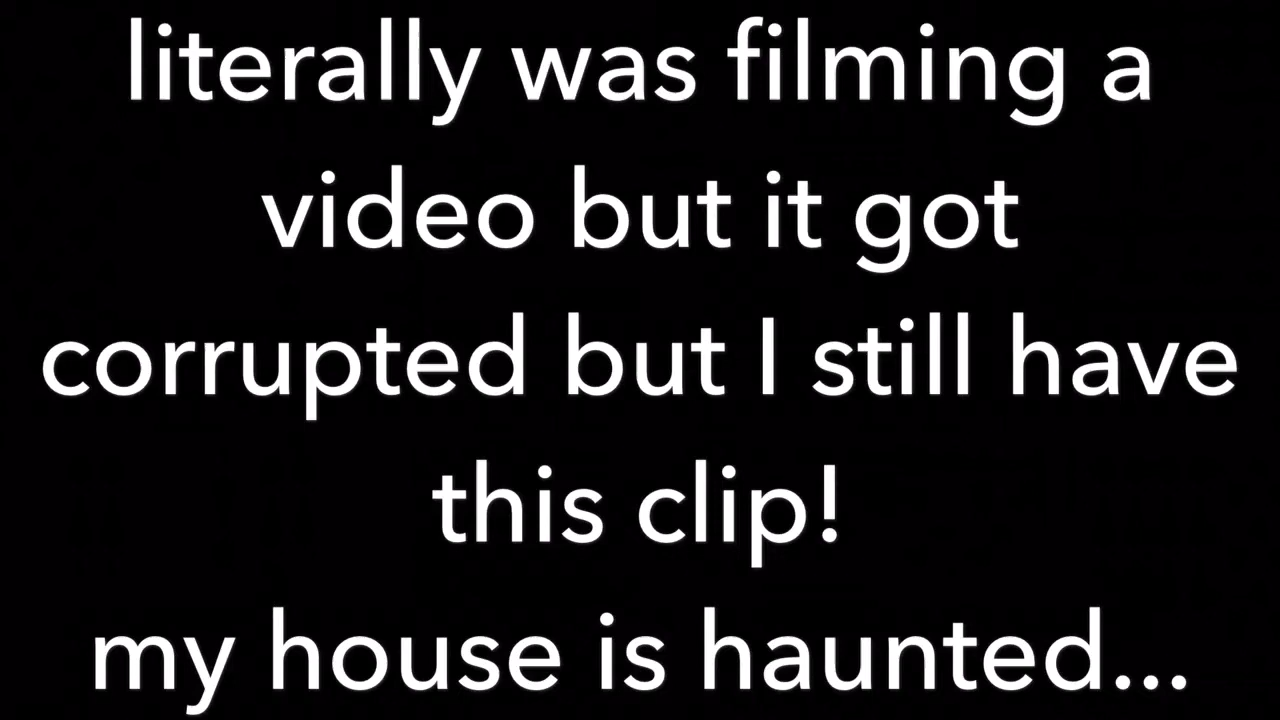 literally was filming a
video but it got
corrupted but I still have
this clip!
my house is haunted...